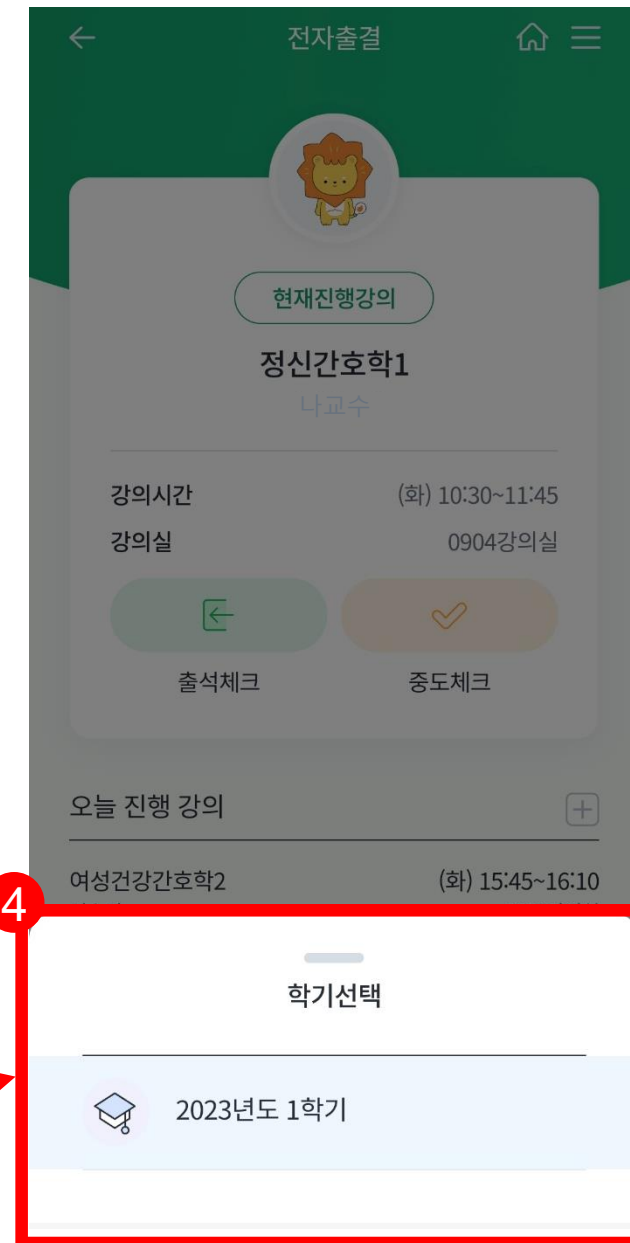 전자출결
현재진행강의
정신간호학1
나교수
강의시간 (화) 10:30~11:45
강의실 0904강의실
출석체크 중도체크
오늘 진행 강의
여성건강간호학2 (화) 15:45~16:10
4
학기선택
2023년도 1학기